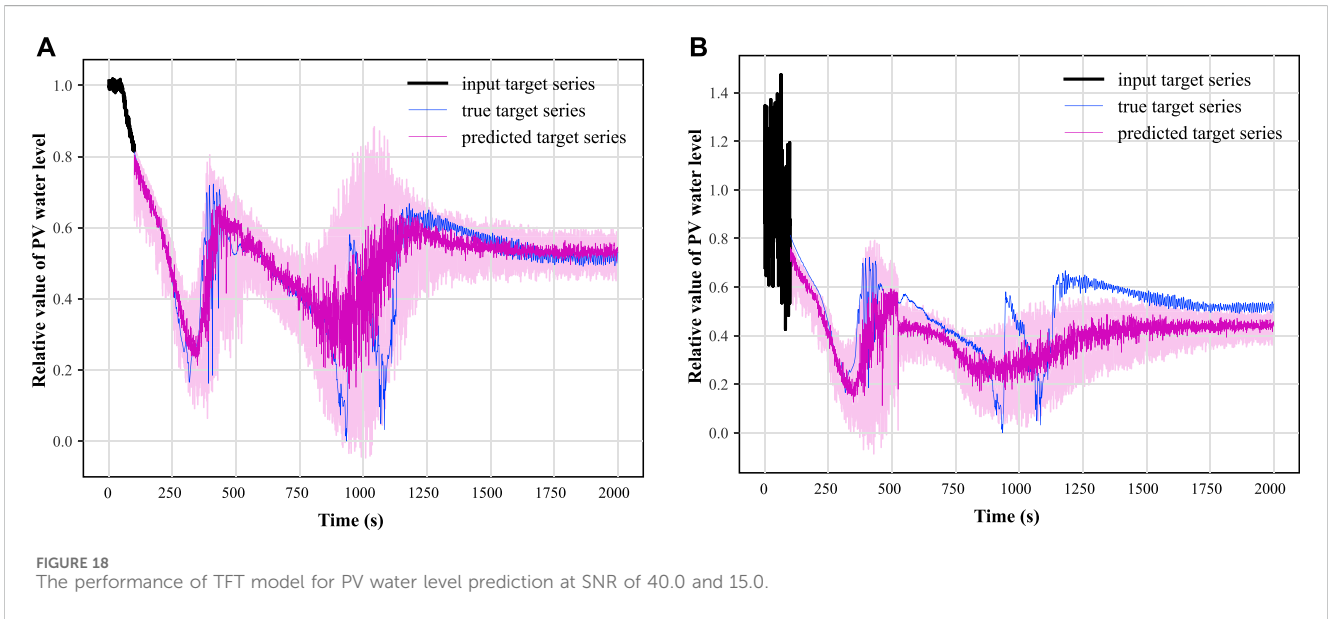 A
Relative value of PV water level
1.0
0.8
0.6
0.4
0.2
0.0
input target series
true target series
predicted target series
0 250 500 750 1000 1250 1500 1750 2000
Time (s)
B
Relative value of PV water level
1.4
1.2
1.0
0.8
0.6
0.4
0.2
0.0
input target series
true target series
predicted target series
0 250 500 750 1000 1250 1500 1750 2000
Time (s)
FIGURE 18
The performance of TFT model for PV water level prediction at SNR of 40.0 and 15.0.